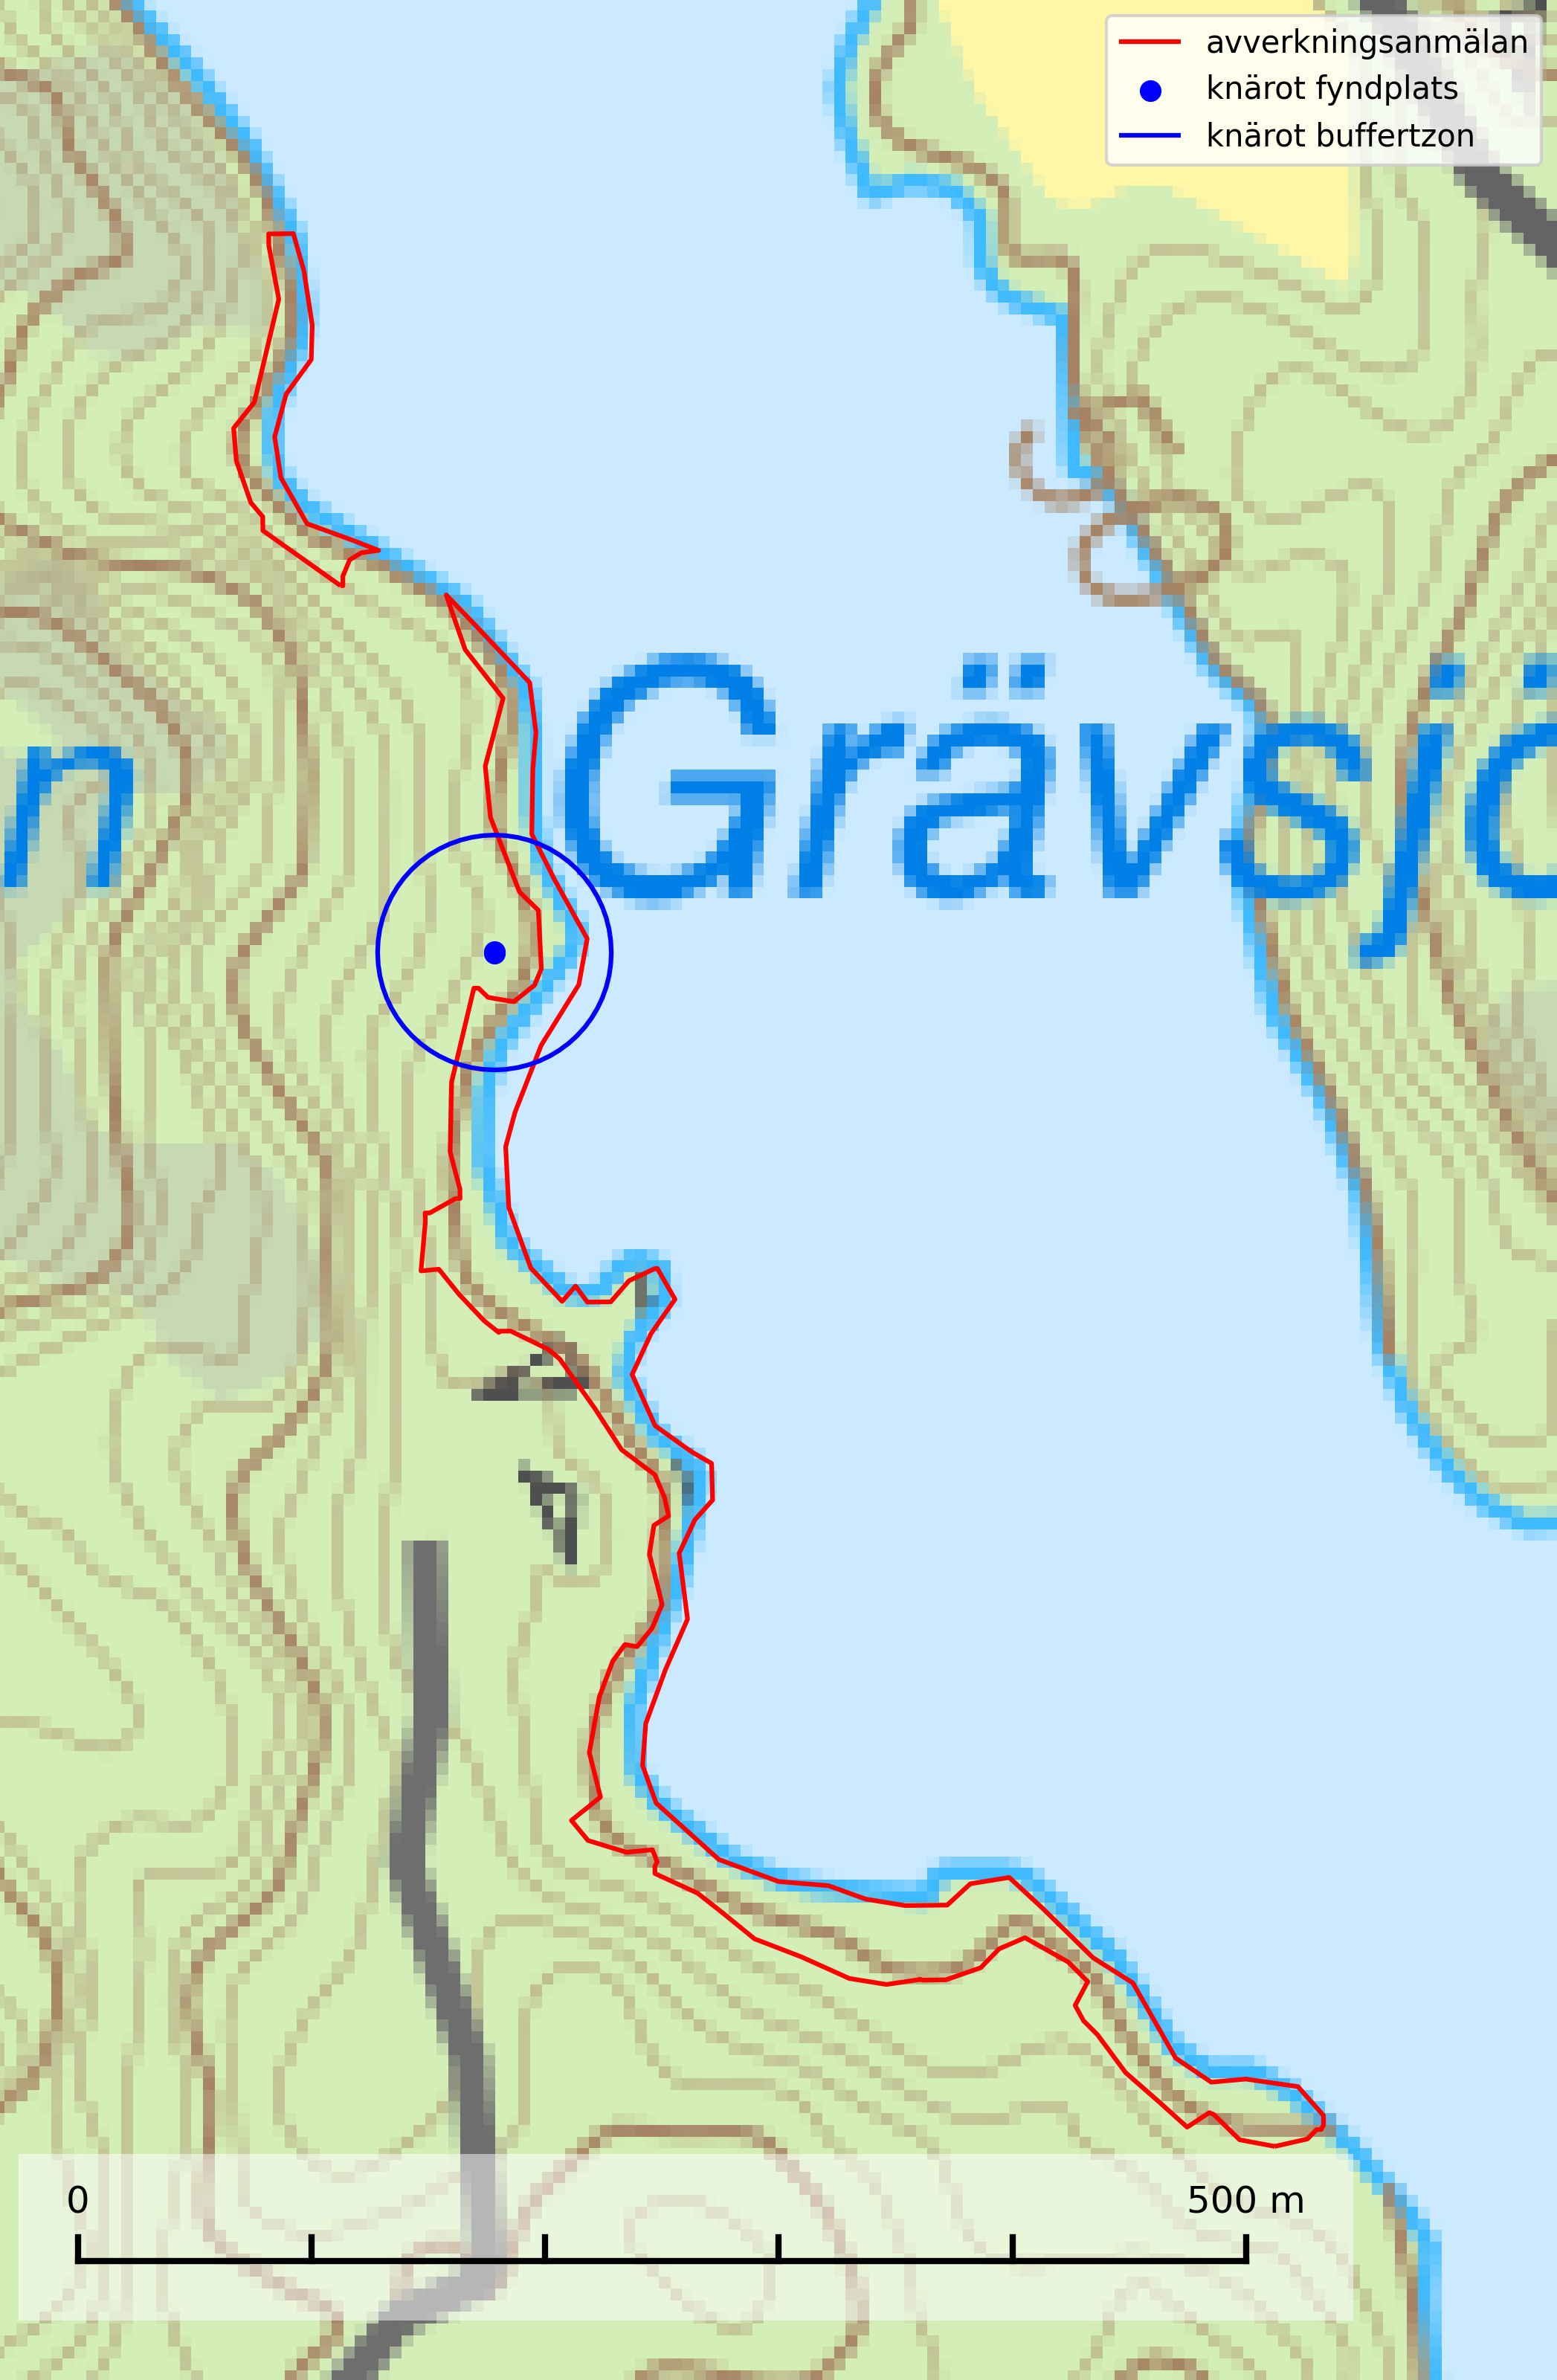 avverkningsanmälan
knärot fyndplats
knärot buffertzon
n
Grävsjö
0
500 m